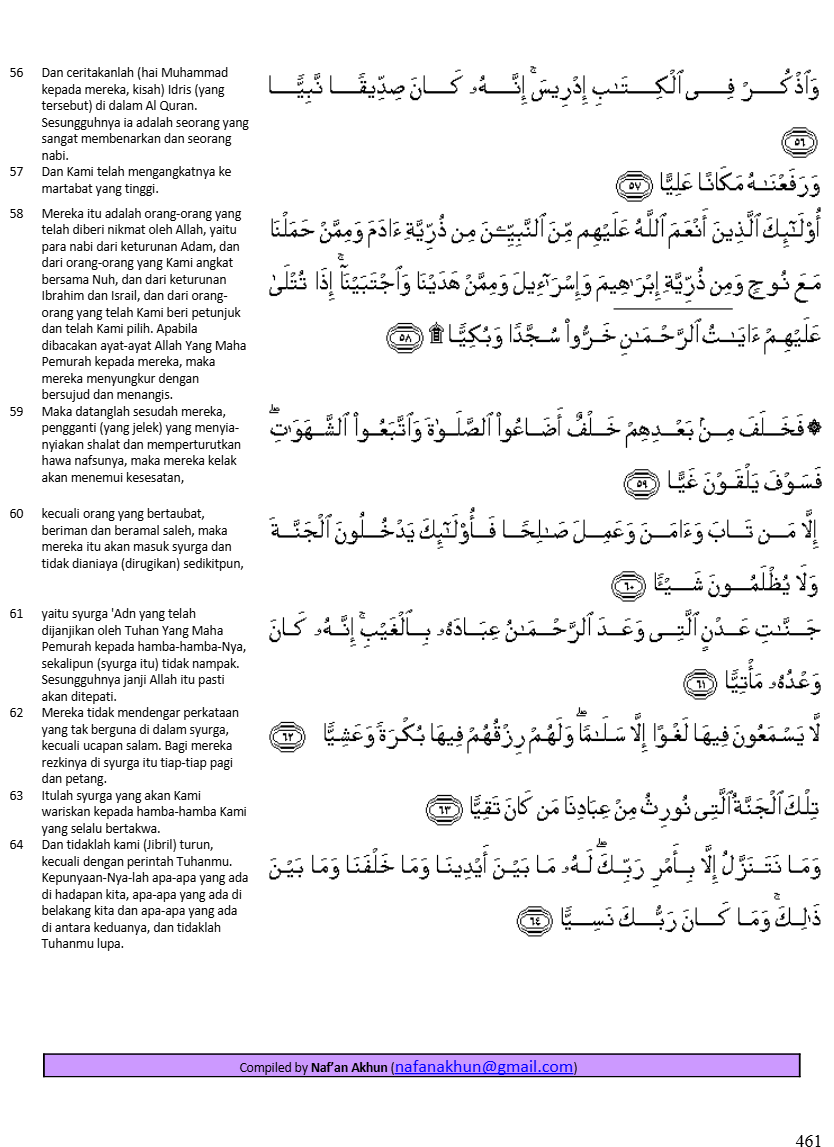 56 Dan ceritakanlah (hai Muhammad
kepada mereka, kisah) Idris (yang
tersebut) di dalam Al Quran.
Sesungguhnya ia adalah seorang yang
sangat membenarkan dan seorang
nabi.
وَٱذْكُرْ فِى ٱلْكِتَـٰبِ إِدْرِيسَ ۚ إِنَّهُۥ كَانَ صِدِّيقًا نَّبِيًّا
﴿٥٦﴾
57 Dan Kami telah mengangkatnya ke
martabat yang tinggi.
وَرَفَعْنَـٰهُ مَكَانًا عَلِيًّا ﴿٥٧﴾
58 Mereka itu adalah orang-orang yang
telah diberi nikmat oleh Allah, yaitu
para nabi dari keturunan Adam, dan
dari orang-orang yang Kami angkat
bersama Nuh, dan dari keturunan
Ibrahim dan Israil, dan dari orang-
orang yang telah Kami beri petunjuk
dan telah Kami pilih. Apabila
dibacakan ayat-ayat Allah Yang Maha
Pemurah kepada mereka, maka
mereka menyungkur dengan
bersujud dan menangis.
أُو۟لَـٰٓئِكَ ٱلَّذِينَ أَنْعَمَ ٱللَّهُ عَلَيْهِم مِّنَ ٱلنَّبِيِّـۧنَ مِن ذُرِّيَّةِ ءَادَمَ وَمِمَّنْ حَمَلْنَا
مَعَ نُوحٍ وَمِن ذُرِّيَّةِ إِبْرَٰهِيمَ وَإِسْرَٰٓءِيلَ وَمِمَّنْ هَدَيْنَا وَٱجْتَبَيْنَآ ۚ إِذَا تُتْلَىٰ
عَلَيْهِمْ ءَايَـٰتُ ٱلرَّحْمَـٰنِ خَرُّوا۟ سُجَّدًا وَبُكِيًّا ۩ ﴿٥٨﴾
59 Maka datanglah sesudah mereka,
pengganti (yang jelek) yang menyia-
nyiakan shalat dan memperturutkan
hawa nafsunya, maka mereka kelak
akan menemui kesesatan,
۞ فَخَلَفَ مِنۢ بَعْدِهِمْ خَلْفٌ أَضَاعُوا۟ ٱلصَّلَوٰةَ وَٱتَّبَعُوا۟ ٱلشَّهَوَٰتِ ۖ
فَسَوْفَ يَلْقَوْنَ غَيًّا ﴿٥٩﴾
60 kecuali orang yang bertaubat,
beriman dan beramal saleh, maka
mereka itu akan masuk syurga dan
tidak dianiaya (dirugikan) sedikitpun,
إِلَّا مَن تَابَ وَءَامَنَ وَعَمِلَ صَـٰلِحًا فَأُو۟لَـٰٓئِكَ يَدْخُلُونَ ٱلْجَنَّةَ
وَلَا يُظْلَمُونَ شَيْـًٔا ﴿٦٠﴾
61 yaitu syurga 'Adn yang telah
dijanjikan oleh Tuhan Yang Maha
Pemurah kepada hamba-hamba-Nya,
sekalipun (syurga itu) tidak nampak.
Sesungguhnya janji Allah itu pasti
akan ditepati.
جَنَّـٰتِ عَدْنٍ ٱلَّتِى وَعَدَ ٱلرَّحْمَـٰنُ عِبَادَهُۥ بِٱلْغَيْبِ ۚ إِنَّهُۥ كَانَ
وَعْدُهُۥ مَأْتِيًّا ﴿٦١﴾
62 Mereka tidak mendengar perkataan
yang tak berguna di dalam syurga,
kecuali ucapan salam. Bagi mereka
rezkinya di syurga itu tiap-tiap pagi
dan petang.
لَّا يَسْمَعُونَ فِيهَا لَغْوًا إِلَّا سَلَـٰمًا ۖ وَلَهُمْ رِزْقُهُمْ فِيهَا بُكْرَةً وَعَشِيًّا ﴿٦٢﴾
63 Itulah syurga yang akan Kami
wariskan kepada hamba-hamba Kami
yang selalu bertakwa.
تِلْكَ ٱلْجَنَّةُ ٱلَّتِى نُورِثُ مِنْ عِبَادِنَا مَن كَانَ تَقِيًّا ﴿٦٣﴾
64 Dan tidaklah kami (Jibril) turun,
kecuali dengan perintah Tuhanmu.
Kepunyaan-Nya-lah apa-apa yang ada
di hadapan kita, apa-apa yang ada di
belakang kita dan apa-apa yang ada
di antara keduanya, dan tidaklah
Tuhanmu lupa.
وَمَا نَتَنَزَّلُ إِلَّا بِأَمْرِ رَبِّكَ ۖ لَهُۥ مَا بَيْنَ أَيْدِينَا وَمَا خَلْفَنَا وَمَا بَيْنَ
ذَٰلِكَ ۚ وَمَا كَانَ رَبُّكَ نَسِيًّا ﴿٦٤﴾
Compiled by Naf’an Akhun (nafanakhun@gmail.com)
461